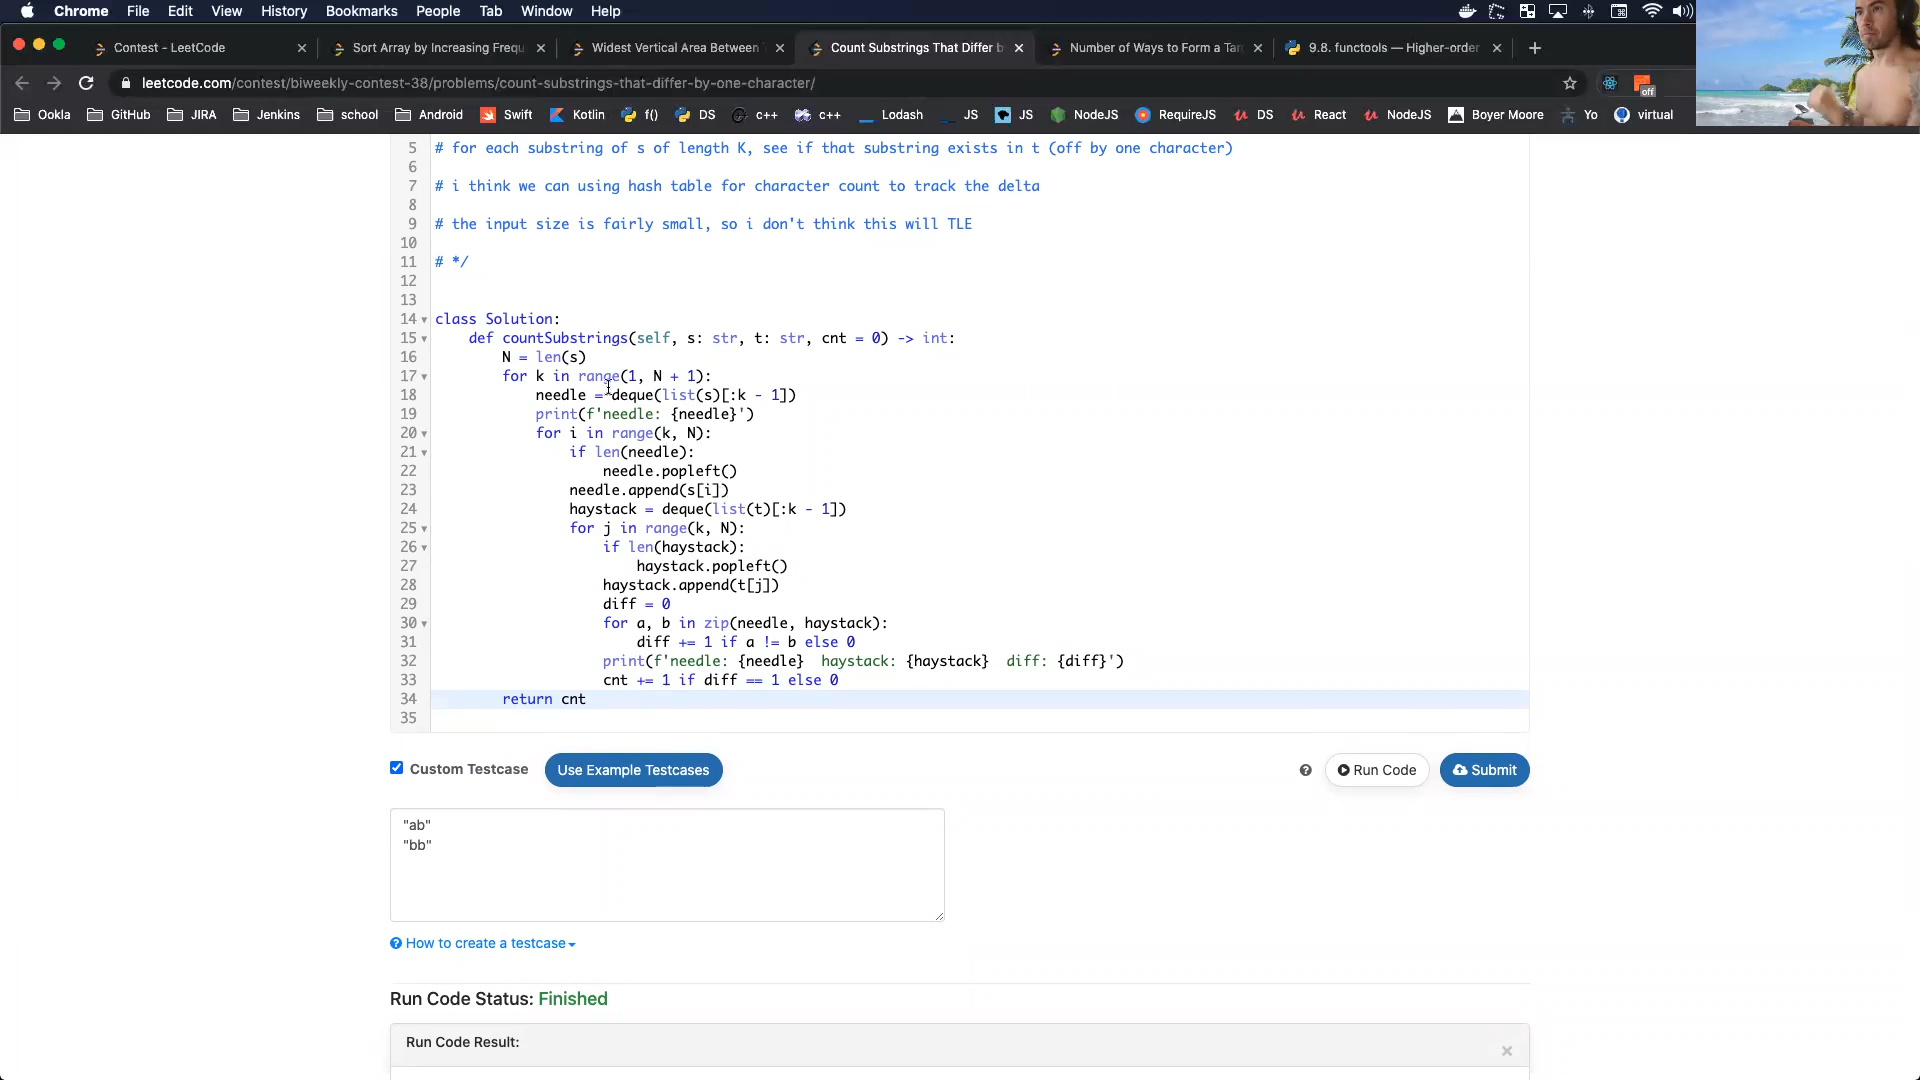 Chrome File Edit View History Bookmarks People Tab Window Help
Contest - LeetCode Sort Array by Increasing Frequ Widest Vertical Area Between Count Substrings That Differ b Number of Ways to Form a Tar 9.8. functools — Higher-order
leetcode.com/contest/biweekly-contest-38/problems/count-substrings-that-differ-by-one-character/
off
Ookla GitHub JIRA Jenkins school Android Swift Kotlin f() DS c++ c++ Lodash JS JS NodeJS RequireJS DS React NodeJS Boyer Moore Yo virtual
5 # for each substring of s of length K, see if that substring exists in t (off by one character)
6
7 # i think we can using hash table for character count to track the delta
8
9 # the input size is fairly small, so i don't think this will TLE
10
11 # */
12
13
14 class Solution:
15 def countSubstrings(self, s: str, t: str, cnt = 0) -> int:
16 N = len(s)
17 for k in range(1, N + 1):
18 needle = deque(list(s)[:k - 1])
19 print(f'needle: {needle}')
20 for i in range(k, N):
21 if len(needle):
22 needle.popleft()
23 needle.append(s[i])
24 haystack = deque(list(t)[:k - 1])
25 for j in range(k, N):
26 if len(haystack):
27 haystack.popleft()
28 haystack.append(t[j])
29 diff = 0
30 for a, b in zip(needle, haystack):
31 diff += 1 if a != b else 0
32 print(f'needle: {needle}  haystack: {haystack}  diff: {diff}')
33 cnt += 1 if diff == 1 else 0
34 return cnt
35
Custom Testcase Use Example Testcases Run Code Submit
"ab"
"bb"
How to create a testcase
Run Code Status: Finished
Run Code Result: